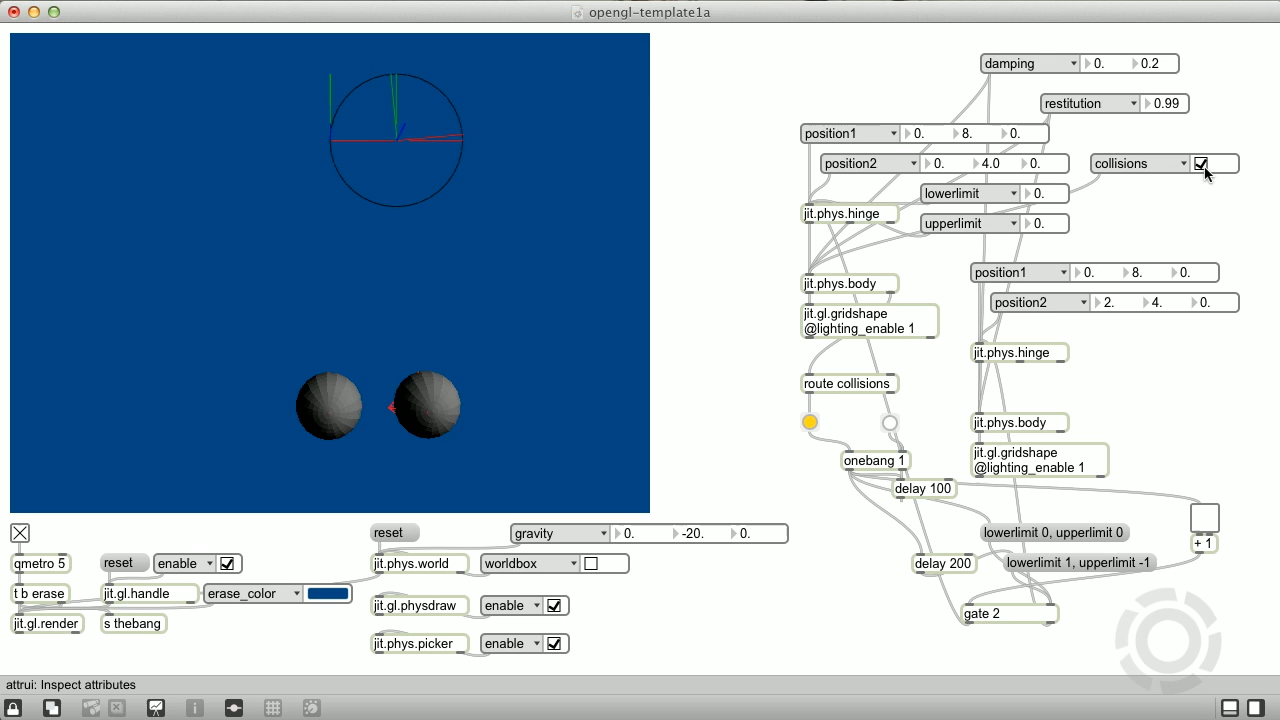 opengl-template1a
damping 0. 0.2
restitution 0.99
position1 0. 8. 0.
position2 0. 4.0 0.
collisions
lowerlimit 0.
jit.phys.hinge
upperlimit 0.
position1 0. 8. 0.
jit.phys.body
position2 2. 4. 0.
jit.gl.gridshape
@lighting_enable 1
jit.phys.hinge
route collisions
jit.phys.body
onebang 1
jit.gl.gridshape
@lighting_enable 1
delay 100
lowerlimit 0, upperlimit 0
+ 1
delay 200
lowerlimit 1, upperlimit -1
gate 2
reset
gravity 0. -20. 0.
qmetro 5
reset
enable
jit.phys.world
worldbox
t b erase
jit.gl.handle
erase_color
jit.gl.physdraw
enable
jit.gl.render
s thebang
jit.phys.picker
enable
attrui: Inspect attributes